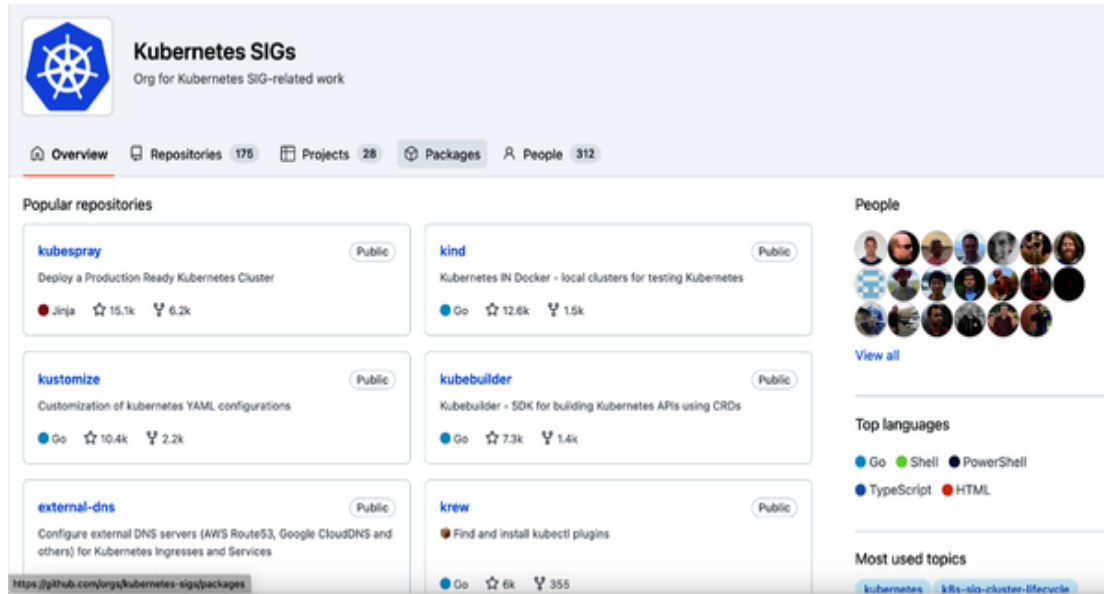 Kubernetes SIGs
Org for Kubernetes SIG-related work
Overview Repositories 175 Projects 28 Packages People 312
Popular repositories
kubespray Public
Deploy a Production Ready Kubernetes Cluster
Jinja 15.1k 6.2k
kind Public
Kubernetes IN Docker - local clusters for testing Kubernetes
Go 12.6k 1.5k
kustomize Public
Customization of kubernetes YAML configurations
Go 10.4k 2.2k
kubebuilder Public
Kubebuilder - SDK for building Kubernetes APIs using CRDs
Go 7.3k 1.4k
external-dns Public
Configure external DNS servers (AWS Route53, Google CloudDNS and
others) for Kubernetes Ingresses and Services
krew Public
Find and install kubectl plugins
Go 6k 355
https://github.com/orgs/kubernetes-sigs/packages
People
View all
Top languages
Go Shell PowerShell
TypeScript HTML
Most used topics
kubernetes k8s-sig-cluster-lifecycle